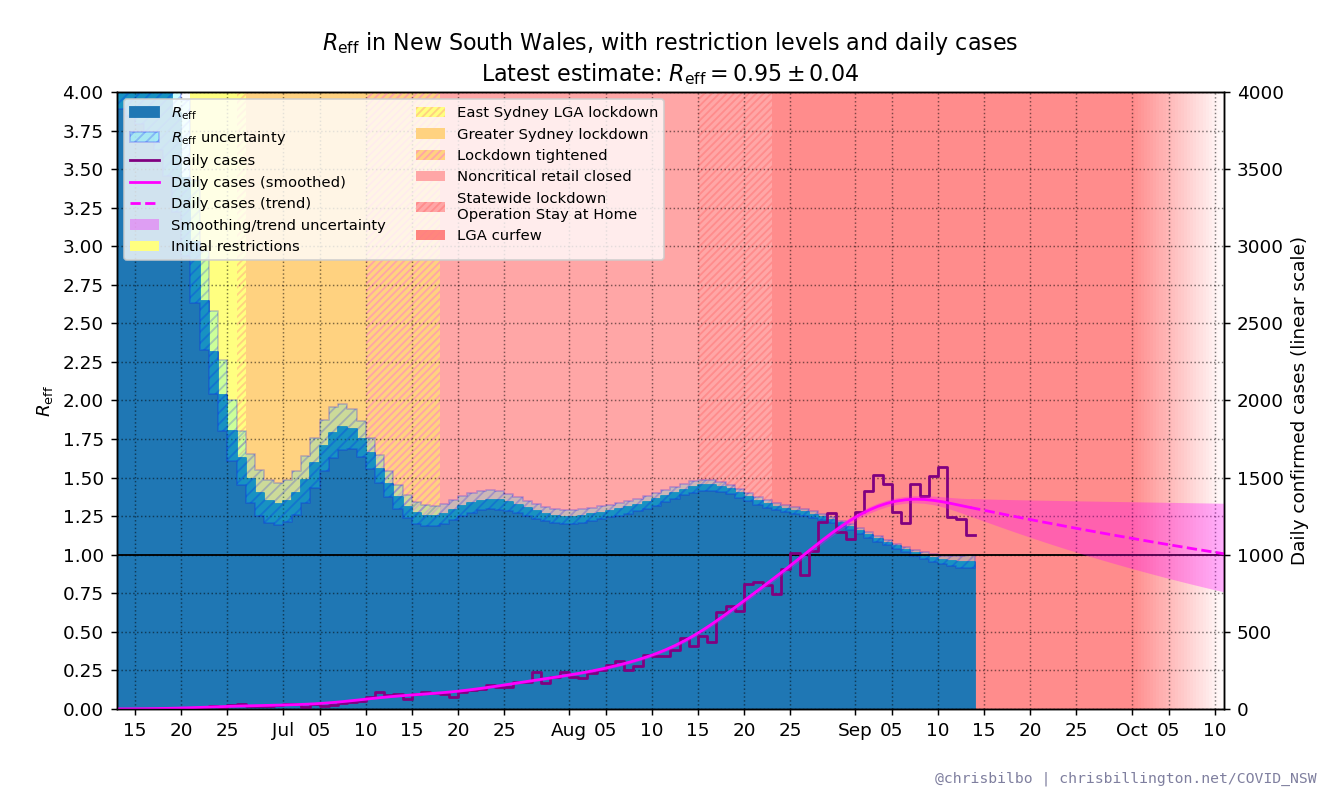 Reff in New South Wales, with restriction levels and daily cases
Latest estimate: Reff = 0.95 ± 0.04
Reff
Reff uncertainty
Daily cases
Daily cases (smoothed)
Daily cases (trend)
Smoothing/trend uncertainty
Initial restrictions
East Sydney LGA lockdown
Greater Sydney lockdown
Lockdown tightened
Noncritical retail closed
Statewide lockdown
Operation Stay at Home
LGA curfew
Reff
4.00
3.75
3.50
3.25
3.00
2.75
2.50
2.25
2.00
1.75
1.50
1.25
1.00
0.75
0.50
0.25
0.00
4000
3500
3000
2500
2000
1500
1000
500
0
Daily confirmed cases (linear scale)
15 20 25 Jul 05 10 15 20 25 Aug 05 10 15 20 25 Sep 05 10 15 20 25 Oct 05 10
@chrisbilbo | chrisbillington.net/COVID_NSW